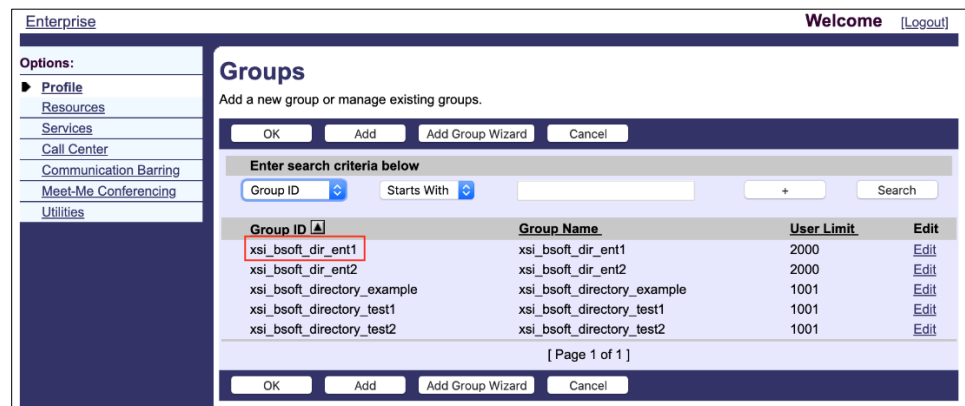 Enterprise Welcome [Logout]
Options:
Profile
Resources
Services
Call Center
Communication Barring
Meet-Me Conferencing
Utilities
Groups
Add a new group or manage existing groups.
OK Add Add Group Wizard Cancel
Enter search criteria below
Group ID Starts With + Search
Group ID Group Name User Limit Edit
xsi_bsoft_dir_ent1 xsi_bsoft_dir_ent1 2000 Edit
xsi_bsoft_dir_ent2 xsi_bsoft_dir_ent2 2000 Edit
xsi_bsoft_directory_example xsi_bsoft_directory_example 1001 Edit
xsi_bsoft_directory_test1 xsi_bsoft_directory_test1 1001 Edit
xsi_bsoft_directory_test2 xsi_bsoft_directory_test2 1001 Edit
[ Page 1 of 1 ]
OK Add Add Group Wizard Cancel